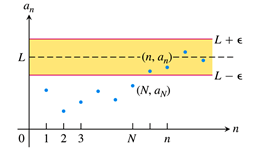 aₙ
L + ϵ
L
(n, aₙ)
L − ϵ
(N, a_N)
0 1 2 3 N n
n